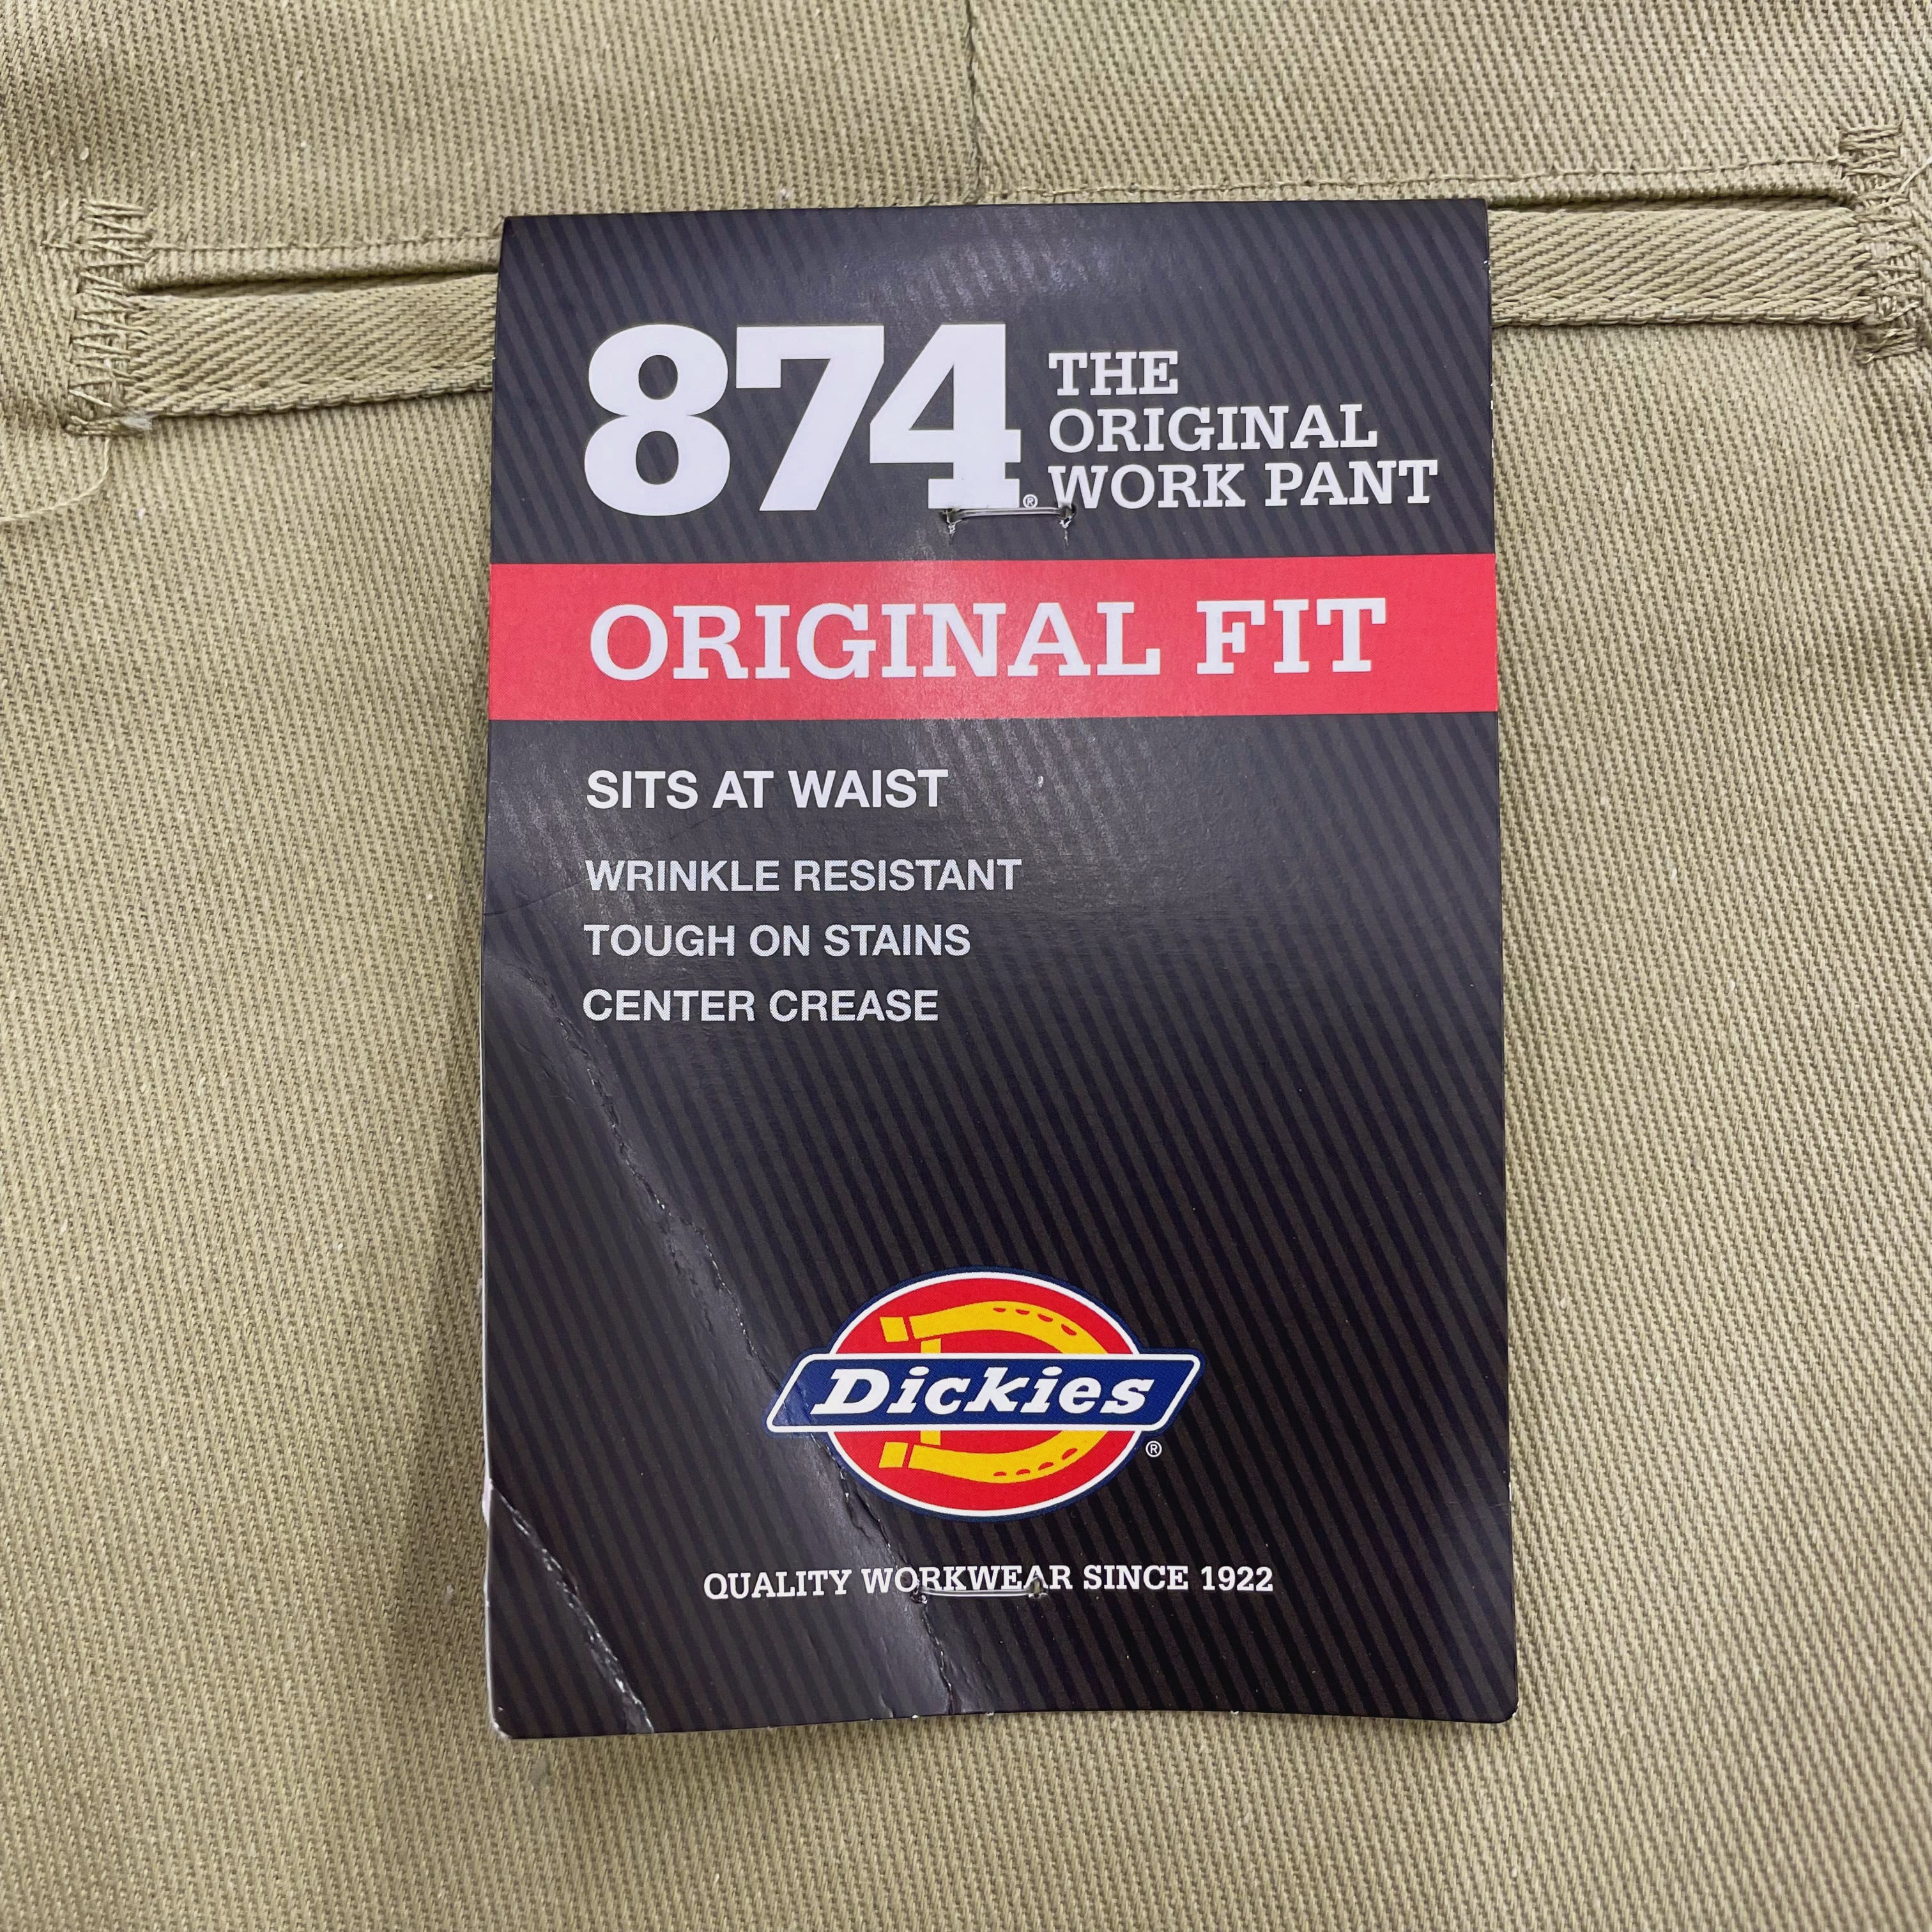 874®
THE
ORIGINAL
WORK PANT
ORIGINAL FIT
SITS AT WAIST
WRINKLE RESISTANT
TOUGH ON STAINS
CENTER CREASE
Dickies®
QUALITY WORKWEAR SINCE 1922